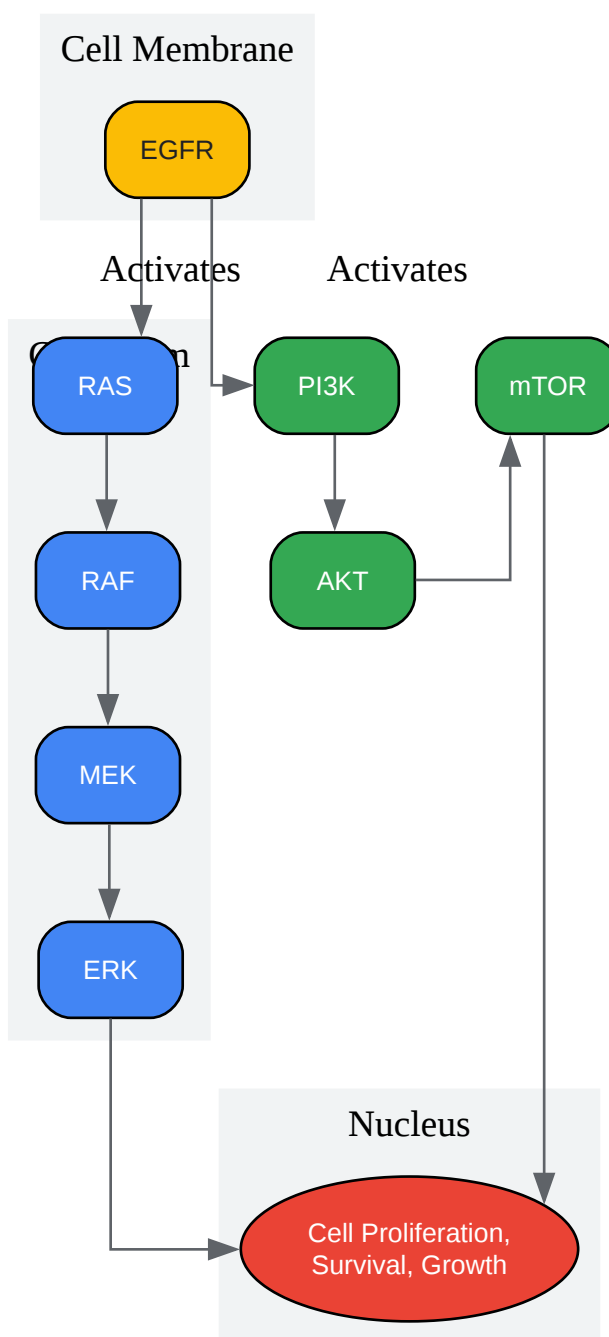 Cell Membrane
EGFR
Activates Activates
RAS PI3K mTOR
RAF AKT
MEK
ERK
Nucleus
Cell Proliferation,
Survival, Growth